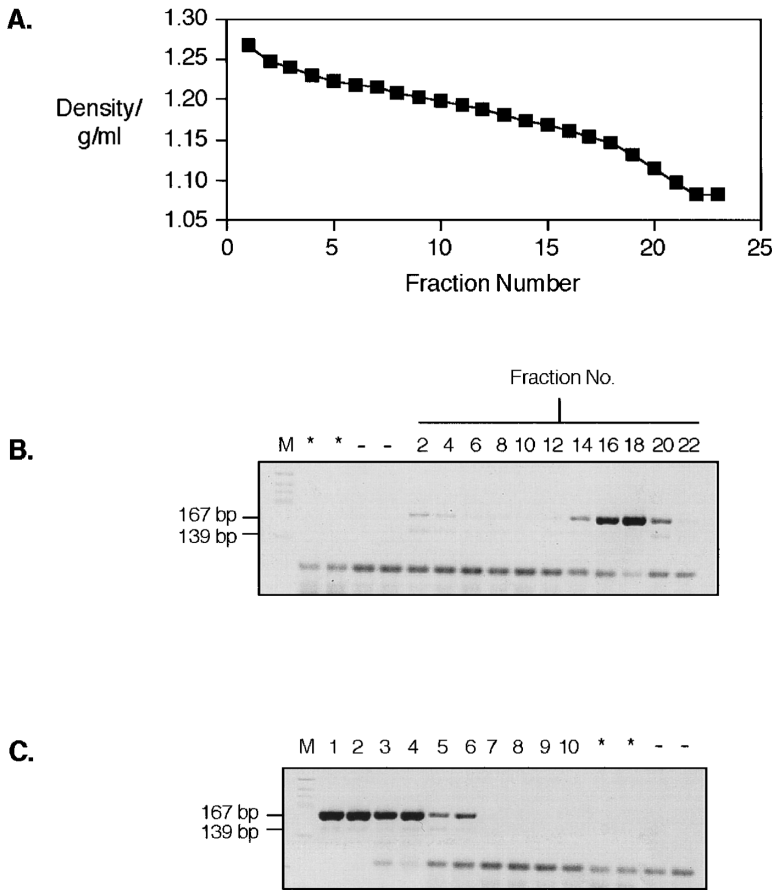 A.
1.30
1.25
1.20
1.15
1.10
1.05
Density/
g/ml
0 5 10 15 20 25
Fraction Number
Fraction No.
B.
M * * – – 2 4 6 8 10 12 14 16 18 20 22
167 bp
139 bp
C.
M 1 2 3 4 5 6 7 8 9 10 * * – –
167 bp
139 bp